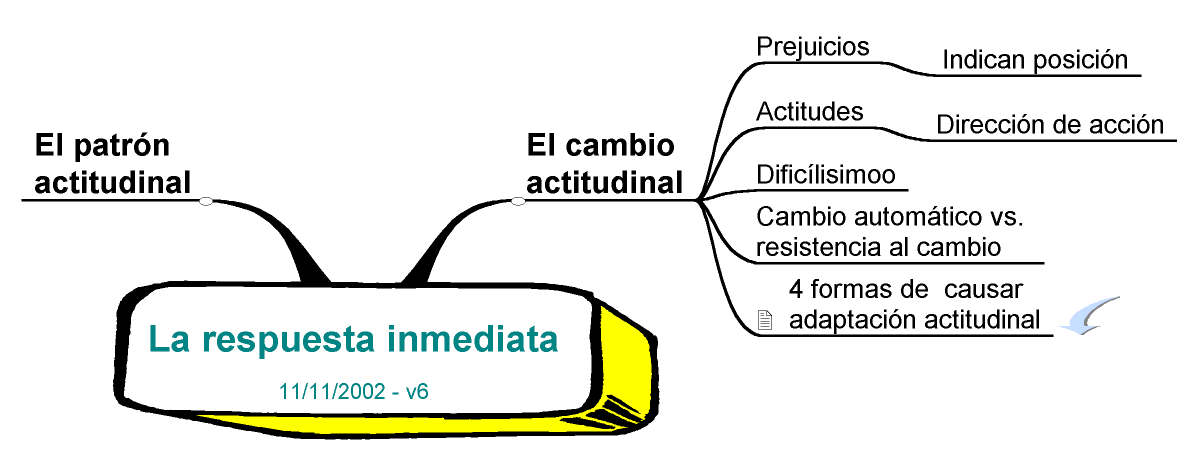 El patrón
actitudinal
El cambio
actitudinal
Prejuicios
Indican posición
Actitudes
Dirección de acción
Dificílisimoo
Cambio automático vs.
resistencia al cambio
4 formas de  causar
adaptación actitudinal
La respuesta inmediata
11/11/2002 - v6